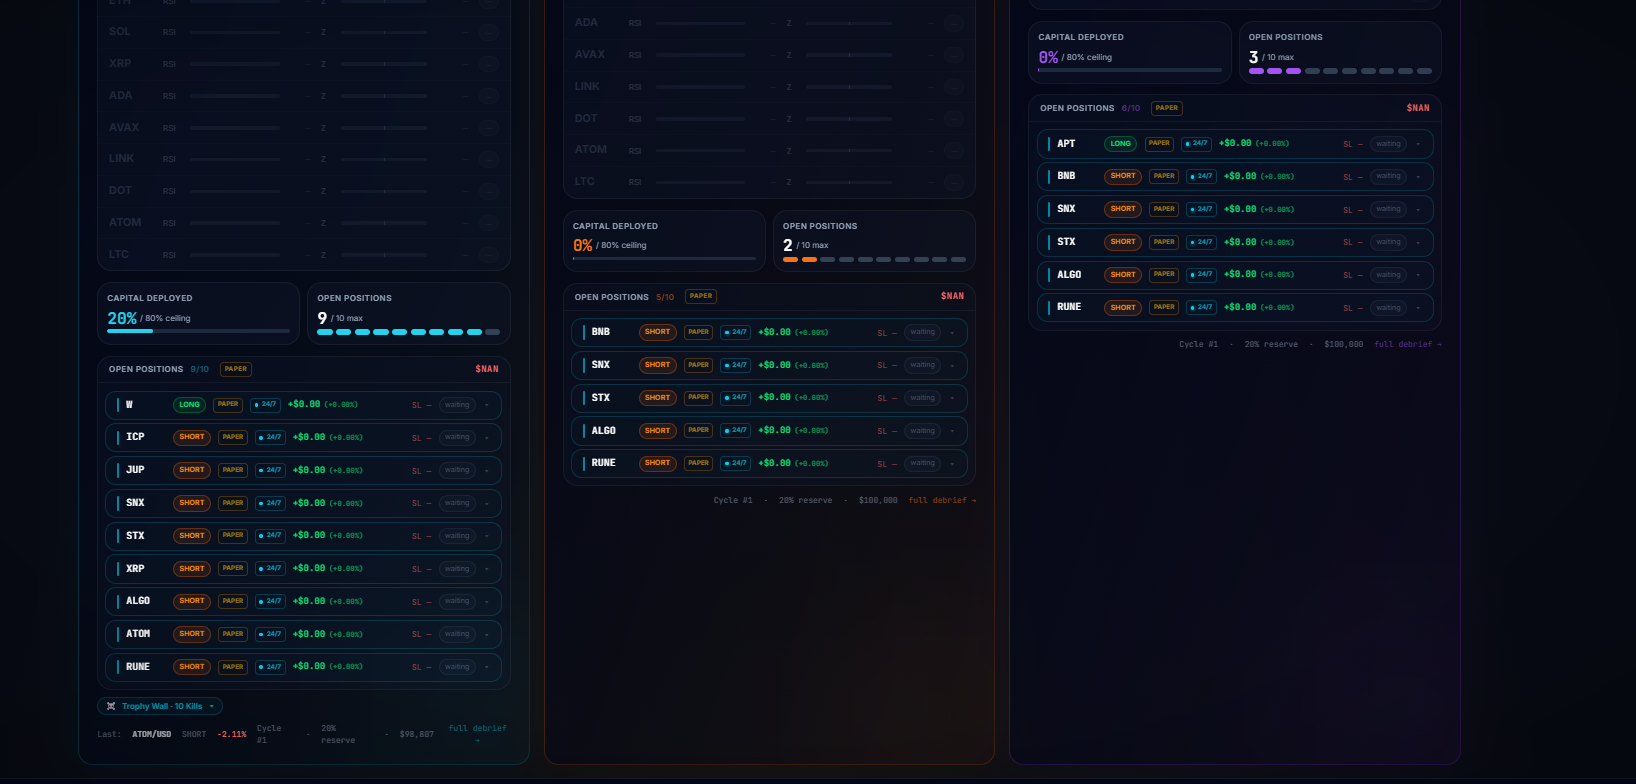 ETH
SOL RSI – Z – –
XRP RSI – Z – –
ADA RSI – Z – –
AVAX RSI – Z – –
LINK RSI – Z – –
DOT RSI – Z – –
ATOM RSI – Z – –
LTC RSI – Z – –
CAPITAL DEPLOYED
20% / 80% ceiling
OPEN POSITIONS
9 / 10 max
OPEN POSITIONS 9/10 PAPER $NAN
W LONG PAPER 24/7 +$0.00 (+0.00%) SL — waiting
ICP SHORT PAPER 24/7 +$0.00 (+0.00%) SL — waiting
JUP SHORT PAPER 24/7 +$0.00 (+0.00%) SL — waiting
SNX SHORT PAPER 24/7 +$0.00 (+0.00%) SL — waiting
STX SHORT PAPER 24/7 +$0.00 (+0.00%) SL — waiting
XRP SHORT PAPER 24/7 +$0.00 (+0.00%) SL — waiting
ALGO SHORT PAPER 24/7 +$0.00 (+0.00%) SL — waiting
ATOM SHORT PAPER 24/7 +$0.00 (+0.00%) SL — waiting
RUNE SHORT PAPER 24/7 +$0.00 (+0.00%) SL — waiting
Trophy Wall · 10 Kills
Last: ATOM/USD SHORT -2.11% Cycle #1 · 20% reserve · $98,807 full debrief →
ADA RSI – Z – –
AVAX RSI – Z – –
LINK RSI – Z – –
DOT RSI – Z – –
ATOM RSI – Z – –
LTC RSI – Z – –
CAPITAL DEPLOYED
0% / 80% ceiling
OPEN POSITIONS
2 / 10 max
OPEN POSITIONS 5/10 PAPER $NAN
BNB SHORT PAPER 24/7 +$0.00 (+0.00%) SL — waiting
SNX SHORT PAPER 24/7 +$0.00 (+0.00%) SL — waiting
STX SHORT PAPER 24/7 +$0.00 (+0.00%) SL — waiting
ALGO SHORT PAPER 24/7 +$0.00 (+0.00%) SL — waiting
RUNE SHORT PAPER 24/7 +$0.00 (+0.00%) SL — waiting
Cycle #1 · 20% reserve · $100,000 full debrief →
CAPITAL DEPLOYED
0% / 80% ceiling
OPEN POSITIONS
3 / 10 max
OPEN POSITIONS 6/10 PAPER $NAN
APT LONG PAPER 24/7 +$0.00 (+0.00%) SL — waiting
BNB SHORT PAPER 24/7 +$0.00 (+0.00%) SL — waiting
SNX SHORT PAPER 24/7 +$0.00 (+0.00%) SL — waiting
STX SHORT PAPER 24/7 +$0.00 (+0.00%) SL — waiting
ALGO SHORT PAPER 24/7 +$0.00 (+0.00%) SL — waiting
RUNE SHORT PAPER 24/7 +$0.00 (+0.00%) SL — waiting
Cycle #1 · 20% reserve · $100,000 full debrief →